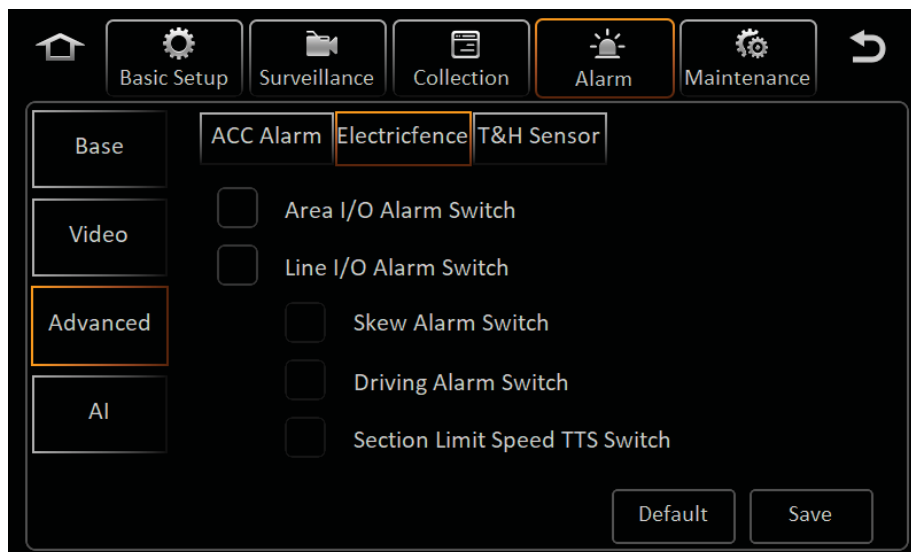 Basic Setup Surveillance Collection Alarm Maintenance
Base
Video
Advanced
AI
ACC Alarm Electricfence T&H Sensor
Area I/O Alarm Switch
Line I/O Alarm Switch
Skew Alarm Switch
Driving Alarm Switch
Section Limit Speed TTS Switch
Default Save